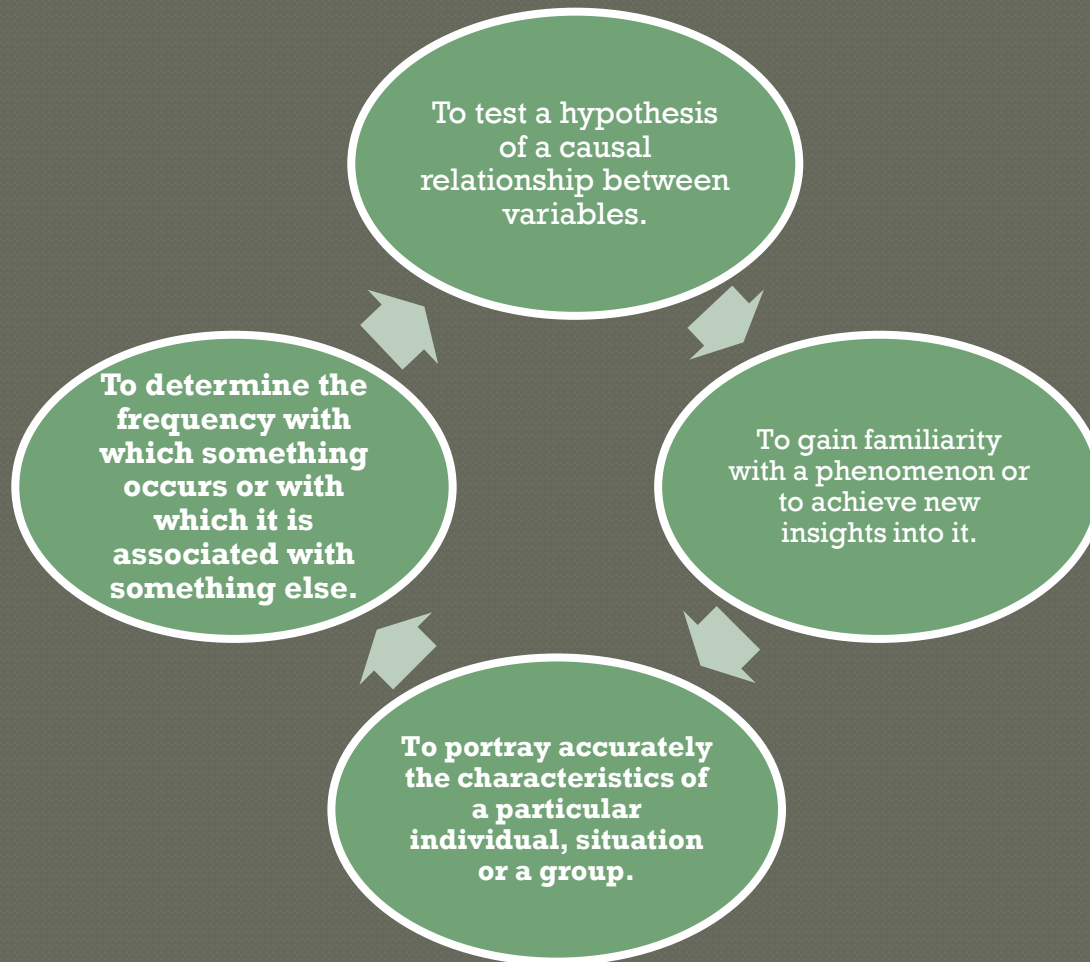 To test a hypothesis
of a causal
relationship between
variables.
To gain familiarity
with a phenomenon or
to achieve new
insights into it.
To portray accurately
the characteristics of
a particular
individual, situation
or a group.
To determine the
frequency with
which something
occurs or with
which it is
associated with
something else.